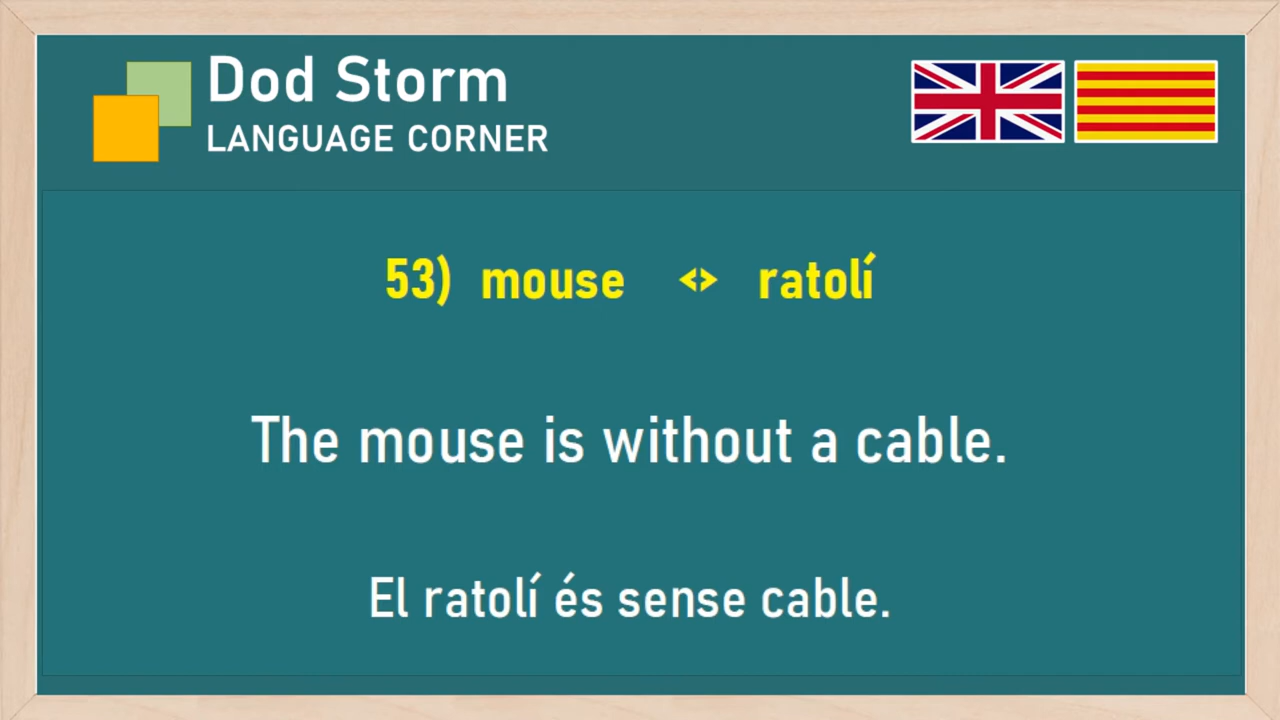 Dod Storm
LANGUAGE CORNER
53) mouse <> ratolí
The mouse is without a cable.
El ratolí és sense cable.